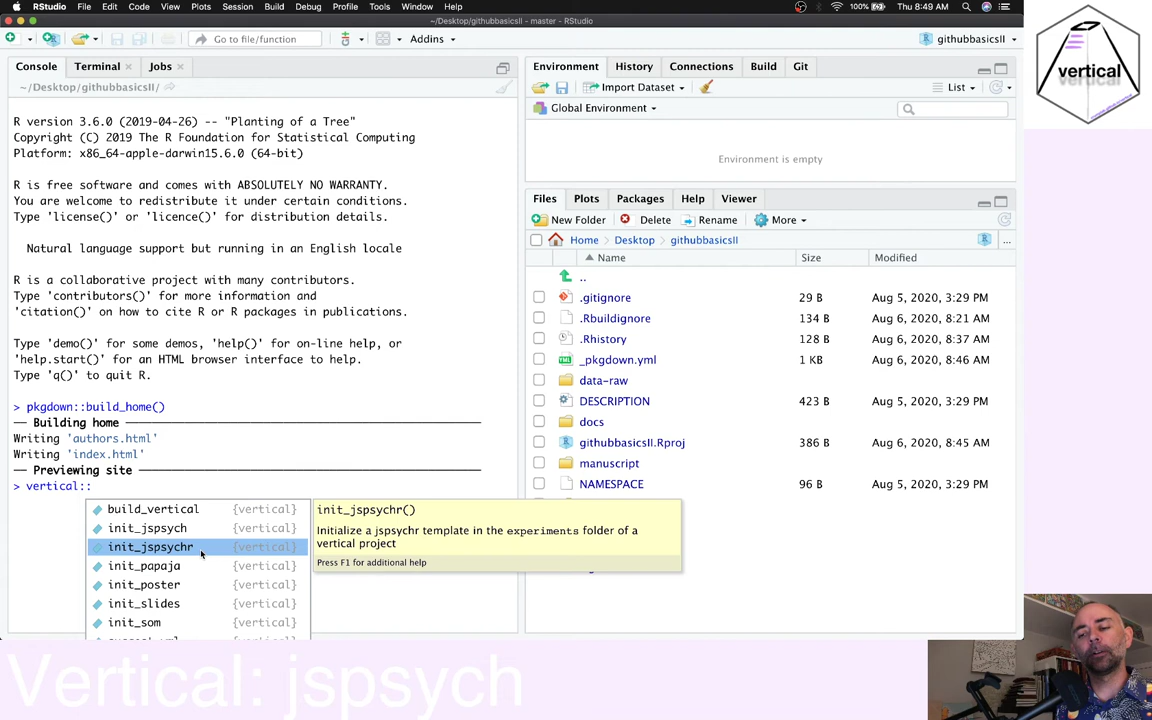 RStudio File Edit Code View Plots Session Build Debug Profile Tools Window Help 100% Thu 8:49 AM
~/Desktop/githubbasicsII - master - RStudio
Go to file/function Addins githubbasicsII
Console Terminal Jobs
~/Desktop/githubbasicsII/
R version 3.6.0 (2019-04-26) -- "Planting of a Tree"
Copyright (C) 2019 The R Foundation for Statistical Computing
Platform: x86_64-apple-darwin15.6.0 (64-bit)
R is free software and comes with ABSOLUTELY NO WARRANTY.
You are welcome to redistribute it under certain conditions.
Type 'license()' or 'licence()' for distribution details.
Natural language support but running in an English locale
R is a collaborative project with many contributors.
Type 'contributors()' for more information and
'citation()' on how to cite R or R packages in publications.
Type 'demo()' for some demos, 'help()' for on-line help, or
'help.start()' for an HTML browser interface to help.
Type 'q()' to quit R.
> pkgdown::build_home()
── Building home ──
Writing 'authors.html'
Writing 'index.html'
── Previewing site ──
> vertical::
build_vertical {vertical}
init_jspsych {vertical}
init_jspsychr {vertical}
init_papaja {vertical}
init_poster {vertical}
init_slides {vertical}
init_som {vertical}
init_jspsychr()
Initialize a jspsychr template in the experiments folder of a
vertical project
Press F1 for additional help
Environment History Connections Build Git
Import Dataset List
Global Environment
Environment is empty
Files Plots Packages Help Viewer
New Folder Delete Rename More
Home Desktop githubbasicsII ...
Name Size Modified
..
.gitignore 29 B Aug 5, 2020, 3:29 PM
.Rbuildignore 134 B Aug 6, 2020, 8:21 AM
.Rhistory 128 B Aug 6, 2020, 8:37 AM
_pkgdown.yml 1 KB Aug 6, 2020, 8:46 AM
data-raw
DESCRIPTION 423 B Aug 5, 2020, 3:29 PM
docs
githubbasicsII.Rproj 386 B Aug 6, 2020, 8:45 AM
manuscript
NAMESPACE 96 B Aug 5, 2020, 3:29 PM
vertical
Vertical: jspsych